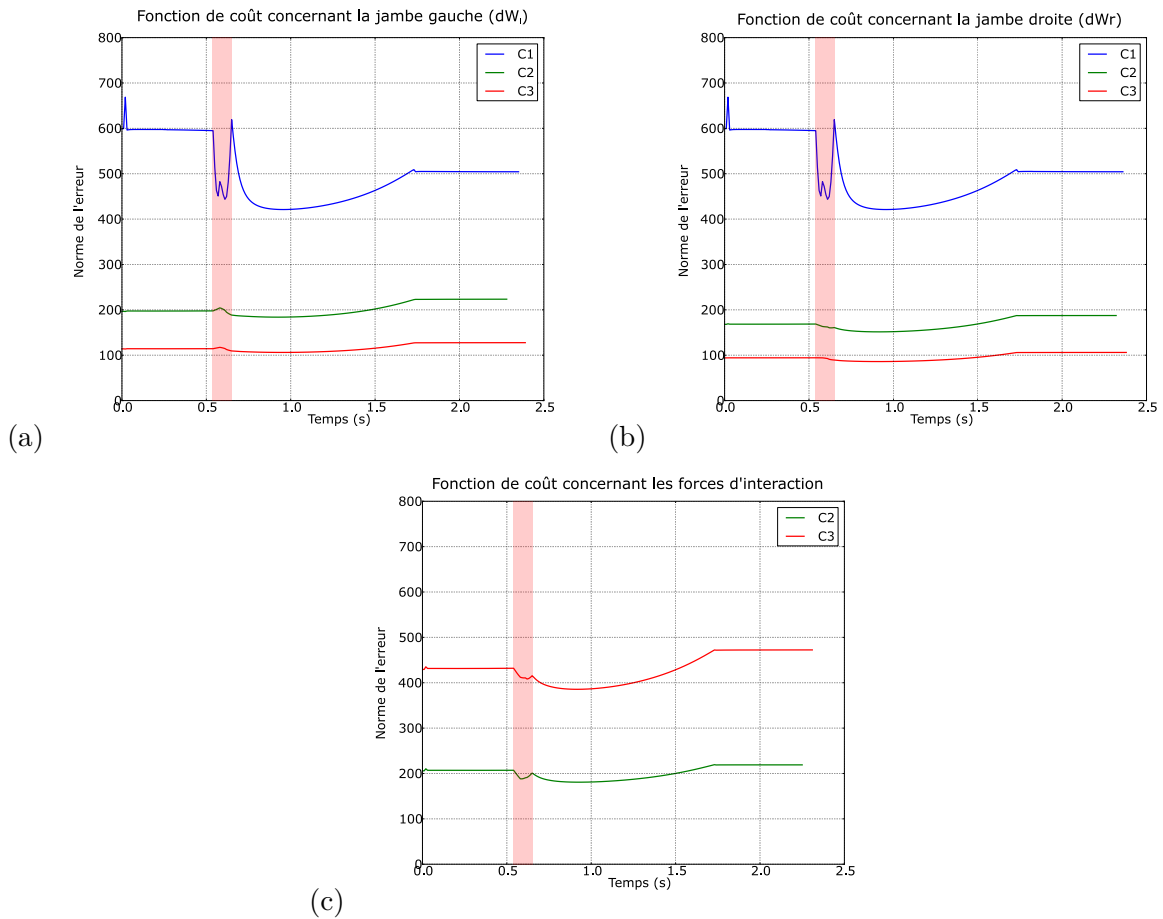 Fonction de coût concernant la jambe gauche (dWₗ)
800
700
600
500
400
300
200
100
0
0.0 0.5 1.0 1.5 2.0 2.5
Norme de l'erreur
Temps (s)
C1
C2
C3
(a)
Fonction de coût concernant la jambe droite (dWr)
800
700
600
500
400
300
200
100
0
0.0 0.5 1.0 1.5 2.0 2.5
Norme de l'erreur
Temps (s)
C1
C2
C3
(b)
Fonction de coût concernant les forces d'interaction
800
700
600
500
400
300
200
100
0
0.0 0.5 1.0 1.5 2.0 2.5
Norme de l'erreur
Temps (s)
C2
C3
(c)